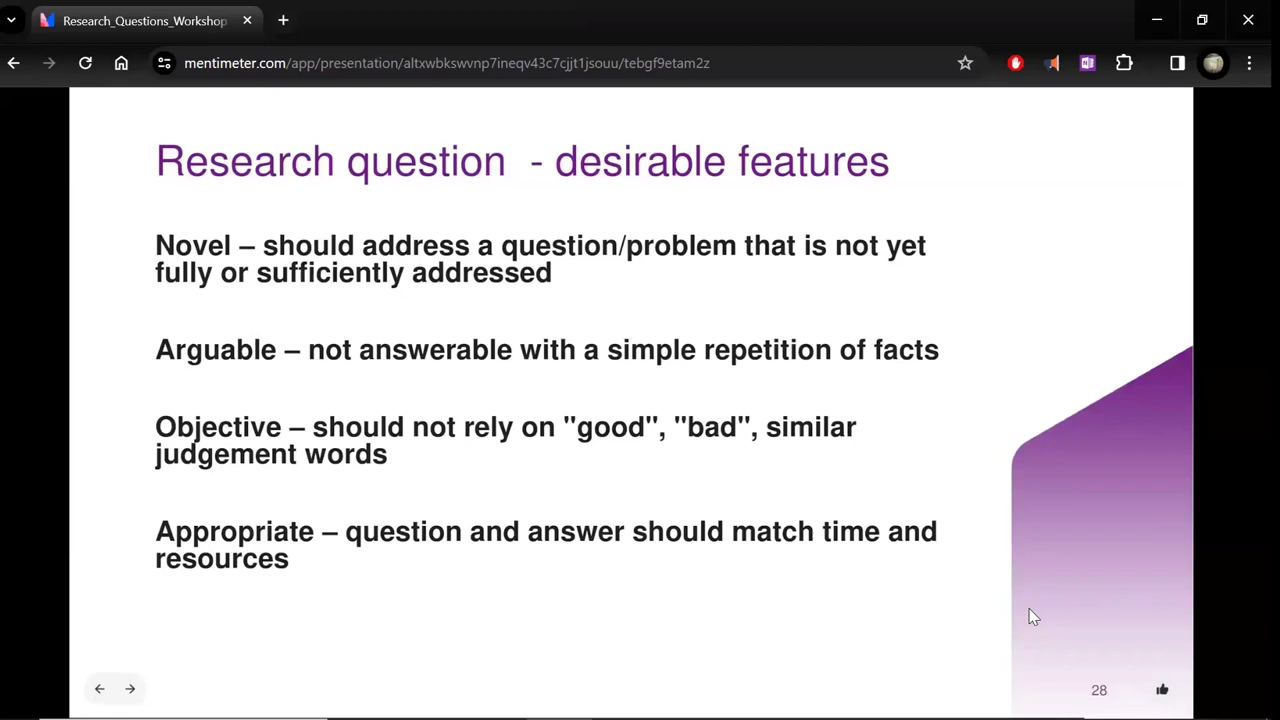 Research_Questions_Workshop
mentimeter.com/app/presentation/altxwbkswvnp7ineqv43c7cjjt1jsouu/tebgf9etam2z
Research question - desirable features
Novel – should address a question/problem that is not yet
fully or sufficiently addressed
Arguable – not answerable with a simple repetition of facts
Objective – should not rely on "good", "bad", similar
judgement words
Appropriate – question and answer should match time and
resources
28